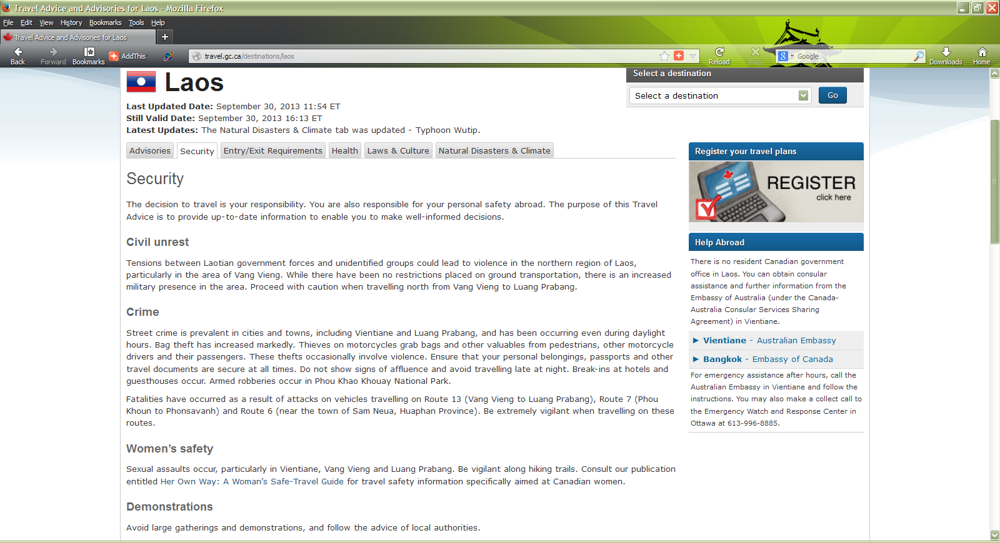 Travel Advice and Advisories for Laos - Mozilla Firefox
File Edit View History Bookmarks Tools Help
Travel Advice and Advisories for Laos
Back Forward Bookmarks AddThis travel.gc.ca/destinations/laos Reload Stop Google Downloads Home
Laos
Select a destination
Select a destination Go
Last Updated Date: September 30, 2013 11:54 ET
Still Valid Date: September 30, 2013 16:13 ET
Latest Updates: The Natural Disasters & Climate tab was updated - Typhoon Wutip.
Advisories Security Entry/Exit Requirements Health Laws & Culture Natural Disasters & Climate
Security
The decision to travel is your responsibility. You are also responsible for your personal safety abroad. The purpose of this Travel
Advice is to provide up-to-date information to enable you to make well-informed decisions.
Civil unrest
Tensions between Laotian government forces and unidentified groups could lead to violence in the northern region of Laos,
particularly in the area of Vang Vieng. While there have been no restrictions placed on ground transportation, there is an increased
military presence in the area. Proceed with caution when travelling north from Vang Vieng to Luang Prabang.
Crime
Street crime is prevalent in cities and towns, including Vientiane and Luang Prabang, and has been occurring even during daylight
hours. Bag theft has increased markedly. Thieves on motorcycles grab bags and other valuables from pedestrians, other motorcycle
drivers and their passengers. These thefts occasionally involve violence. Ensure that your personal belongings, passports and other
travel documents are secure at all times. Do not show signs of affluence and avoid travelling late at night. Break-ins at hotels and
guesthouses occur. Armed robberies occur in Phou Khao Khouay National Park.
Fatalities have occurred as a result of attacks on vehicles travelling on Route 13 (Vang Vieng to Luang Prabang), Route 7 (Phou
Khoun to Phonsavanh) and Route 6 (near the town of Sam Neua, Huaphan Province). Be extremely vigilant when travelling on these
routes.
Women’s safety
Sexual assaults occur, particularly in Vientiane, Vang Vieng and Luang Prabang. Be vigilant along hiking trails. Consult our publication
entitled Her Own Way: A Woman’s Safe-Travel Guide for travel safety information specifically aimed at Canadian women.
Demonstrations
Avoid large gatherings and demonstrations, and follow the advice of local authorities.
Register your travel plans
REGISTER
click here
Help Abroad
There is no resident Canadian government
office in Laos. You can obtain consular
assistance and further information from the
Embassy of Australia (under the Canada-
Australia Consular Services Sharing
Agreement) in Vientiane.
Vientiane - Australian Embassy
Bangkok - Embassy of Canada
For emergency assistance after hours, call the
Australian Embassy in Vientiane and follow the
instructions. You may also make a collect call to
the Emergency Watch and Response Center in
Ottawa at 613-996-8885.